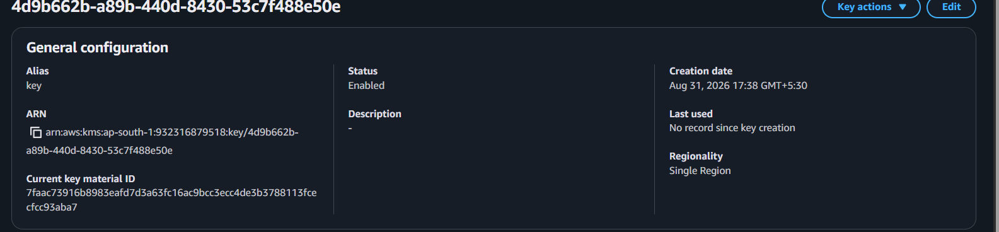 4d9b662b-a89b-440d-8430-53c7f488e50e
Key actions
Edit
General configuration
Alias
key
ARN
arn:aws:kms:ap-south-1:932316879518:key/4d9b662b-
a89b-440d-8430-53c7f488e50e
Current key material ID
7faac73916b8983eafd7d3a63fc16ac9bcc3ecc4de3b3788113fce
cfcc93aba7
Status
Enabled
Description
-
Creation date
Aug 31, 2026 17:38 GMT+5:30
Last used
No record since key creation
Regionality
Single Region